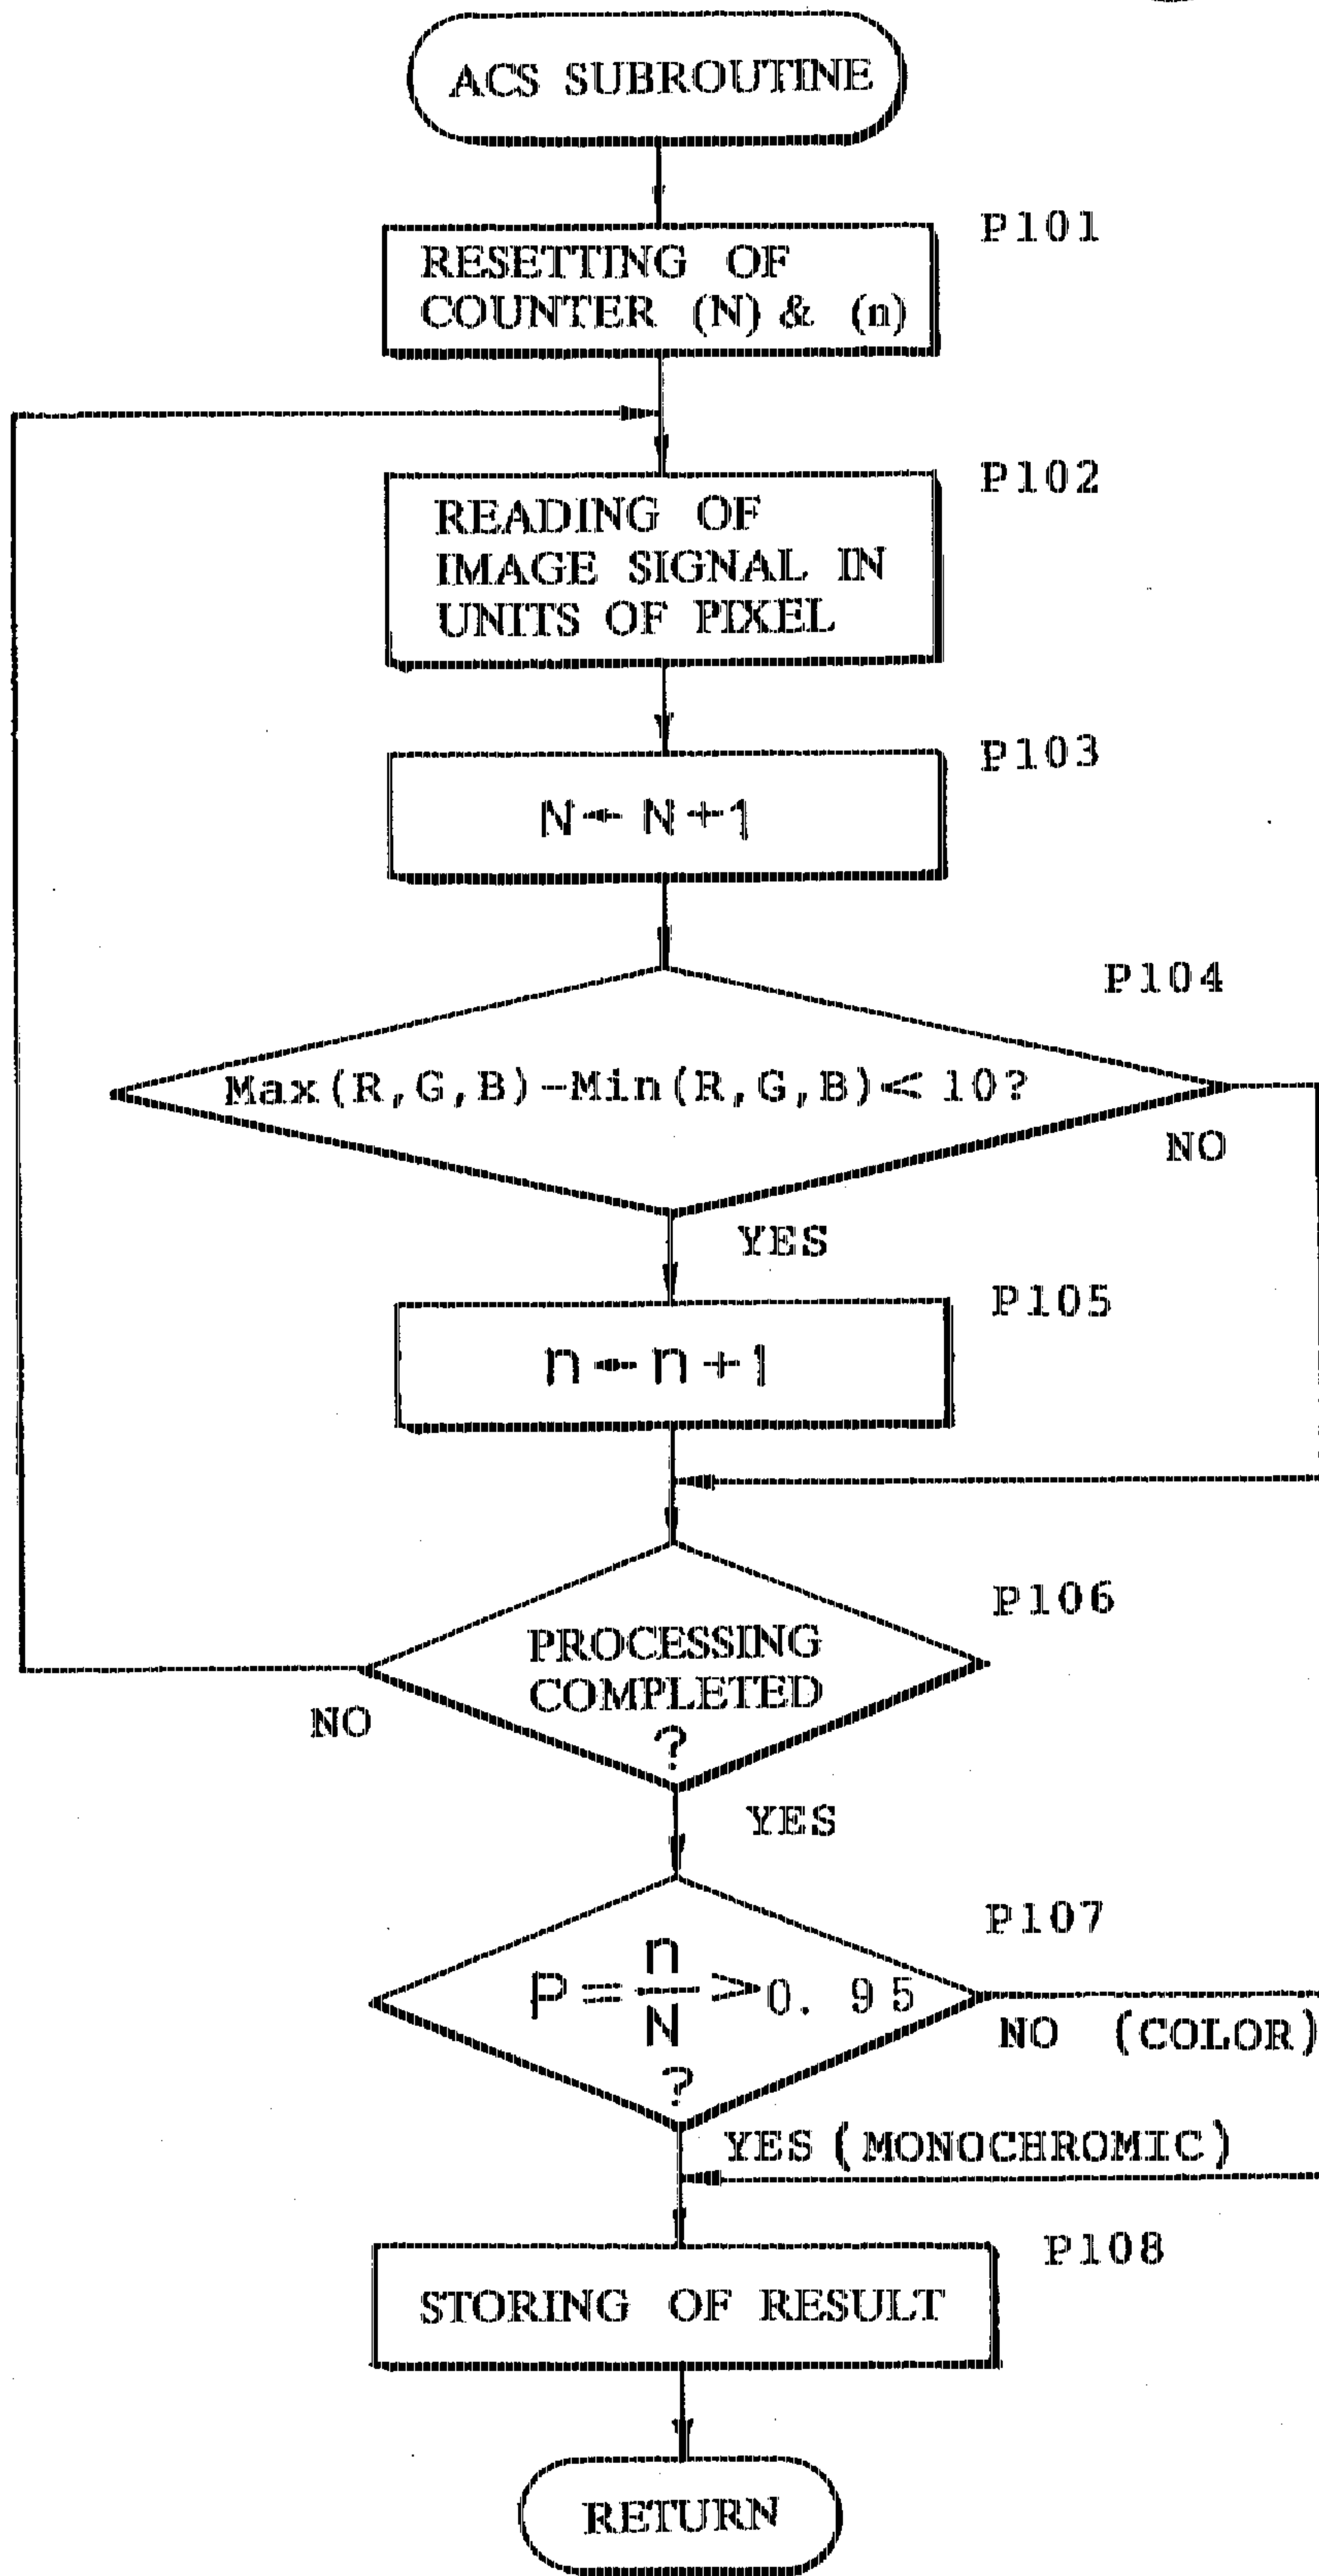 ACS SUBROUTINE
P101
RESETTING OF
COUNTER (N) & (n)
P102
READING OF
IMAGE SIGNAL IN
UNITS OF PIXEL
P103
N ← N + 1
P104
Max(R,G,B)-Min(R,G,B) < 10?
NO
YES
P105
n ← n + 1
P106
PROCESSING
COMPLETED
?
NO
YES
P107
P = n/N > 0.95
?
NO (COLOR)
YES (MONOCHROMIC)
P108
STORING OF RESULT
RETURN